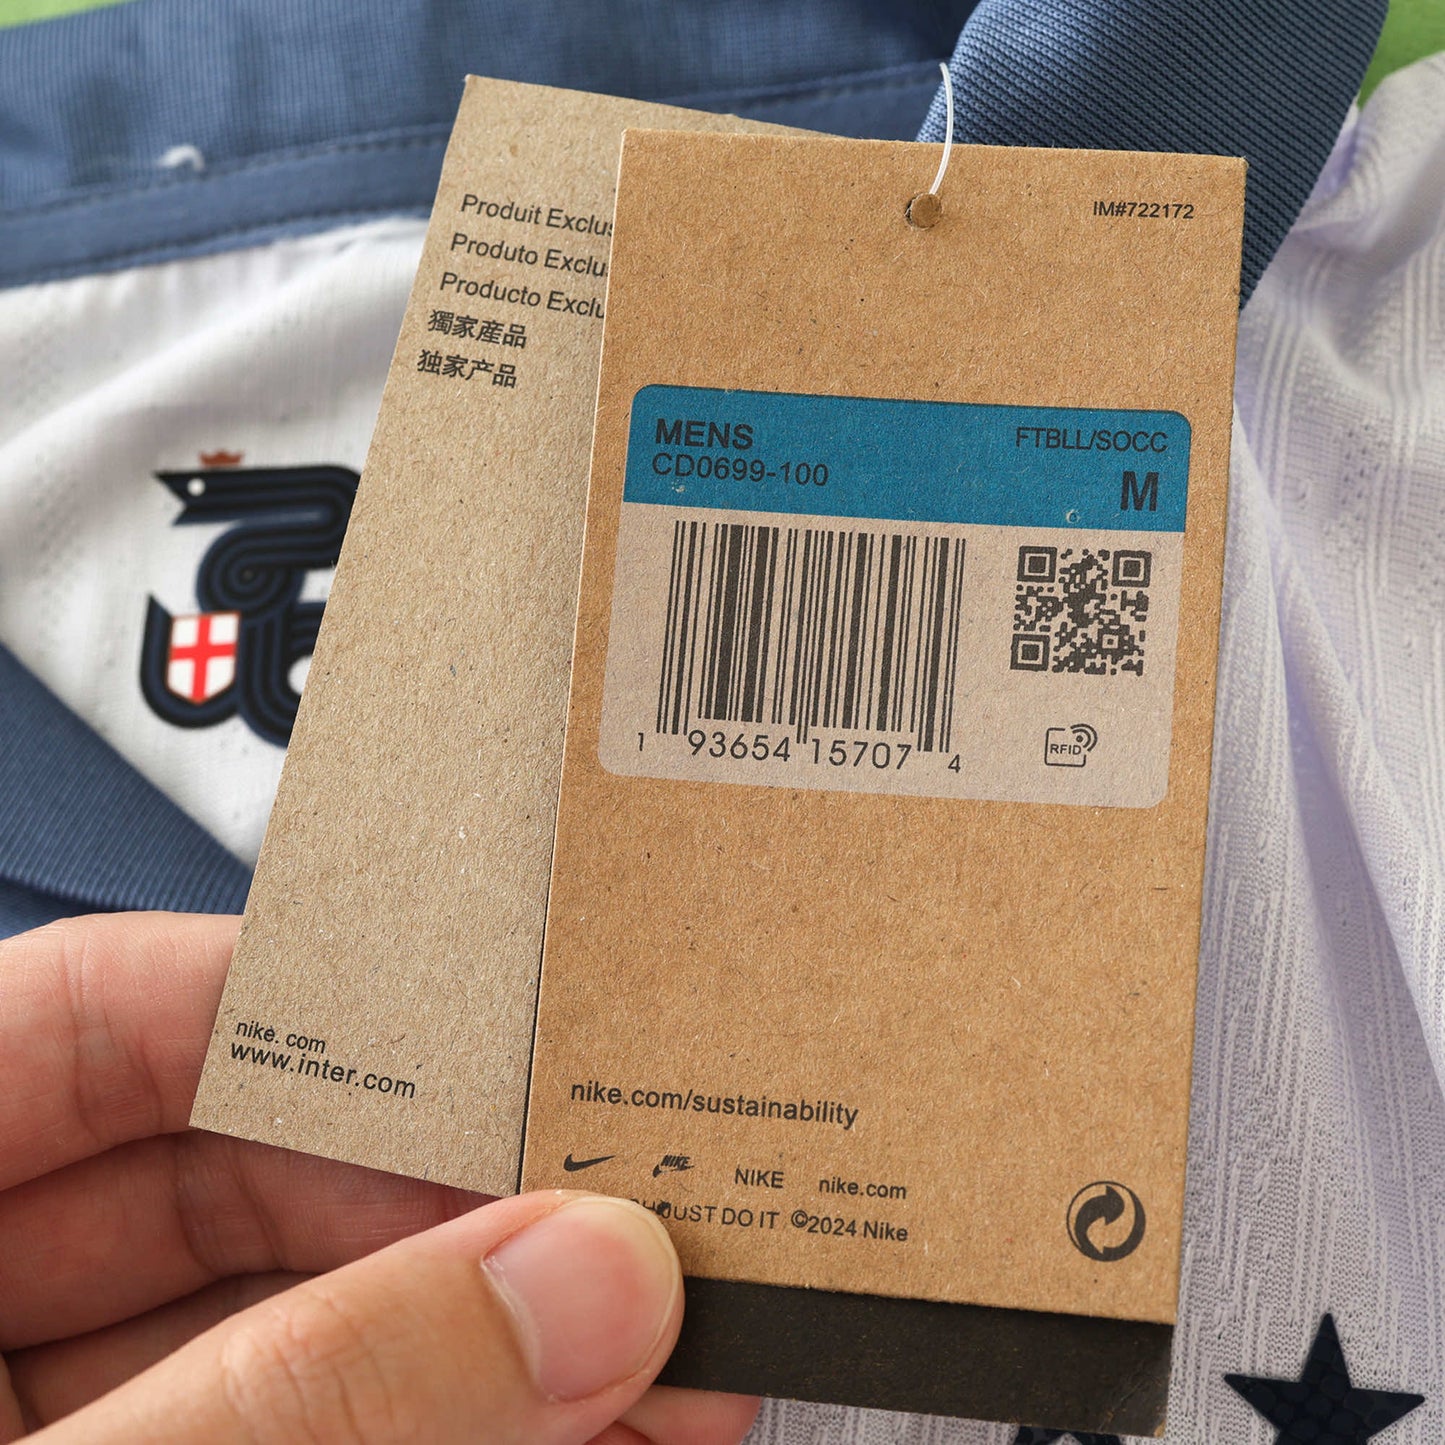 Produit Exclus
Produto Exclu
Producto Exclu
獨家產品
独家产品
nike. com
www.inter.com
IM#722172
MENS
FTBLL/SOCC
CD0699-100
M
1 93654 15707 4
RFID
nike.com/sustainability
NIKE
NIKE
nike.com
JUST DO IT ©2024 Nike